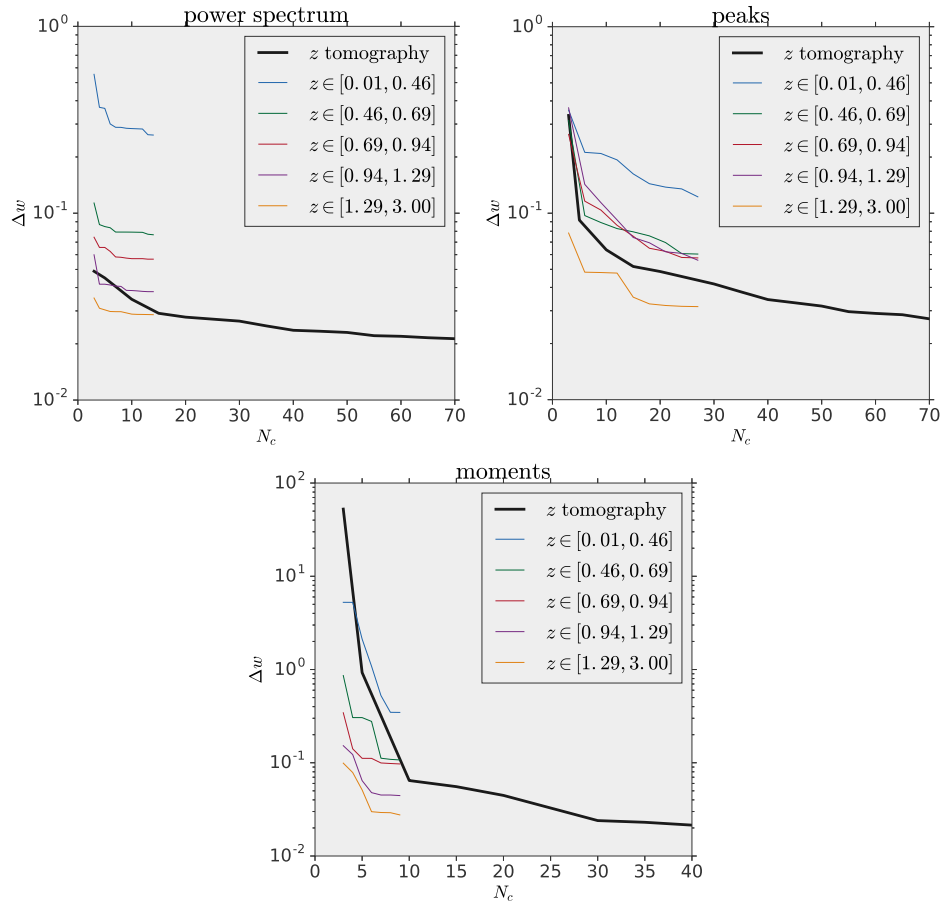 power spectrum
10^0
10^-1
10^-2
Δw
z tomography
z ∈ [0.01, 0.46]
z ∈ [0.46, 0.69]
z ∈ [0.69, 0.94]
z ∈ [0.94, 1.29]
z ∈ [1.29, 3.00]
0 10 20 30 40 50 60 70
N_c
peaks
10^0
10^-1
10^-2
Δw
z tomography
z ∈ [0.01, 0.46]
z ∈ [0.46, 0.69]
z ∈ [0.69, 0.94]
z ∈ [0.94, 1.29]
z ∈ [1.29, 3.00]
0 10 20 30 40 50 60 70
N_c
moments
10^2
10^1
10^0
10^-1
10^-2
Δw
z tomography
z ∈ [0.01, 0.46]
z ∈ [0.46, 0.69]
z ∈ [0.69, 0.94]
z ∈ [0.94, 1.29]
z ∈ [1.29, 3.00]
0 5 10 15 20 25 30 35 40
N_c